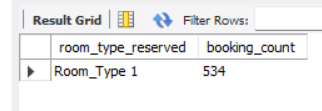 Result Grid Filter Rows:
room_type_reserved booking_count
Room_Type 1 534